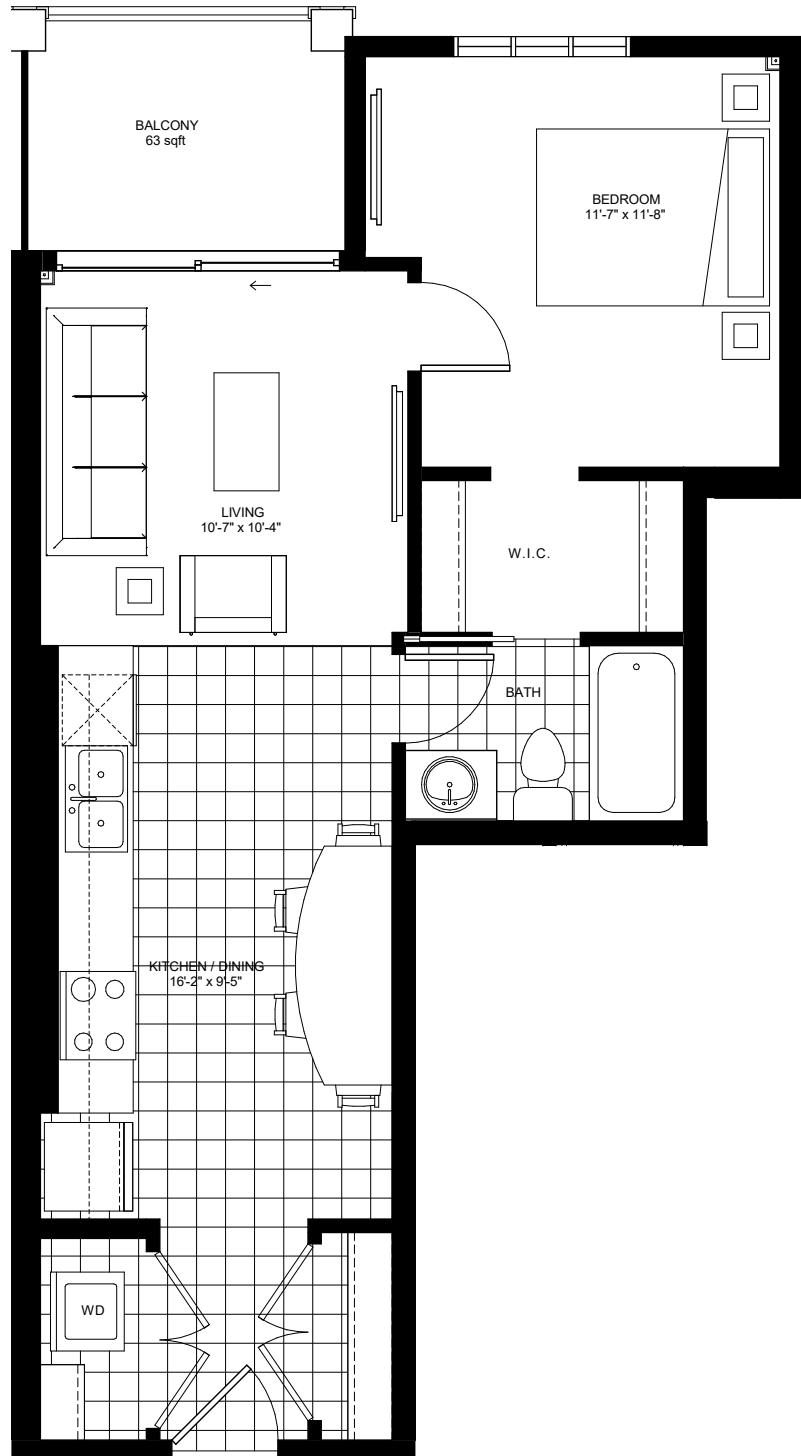 BALCONY
63 sqft
BEDROOM
11'-7" x 11'-8"
LIVING
10'-7" x 10'-4"
W.I.C.
BATH
KITCHEN / DINING
16'-2" x 9'-5"
WD